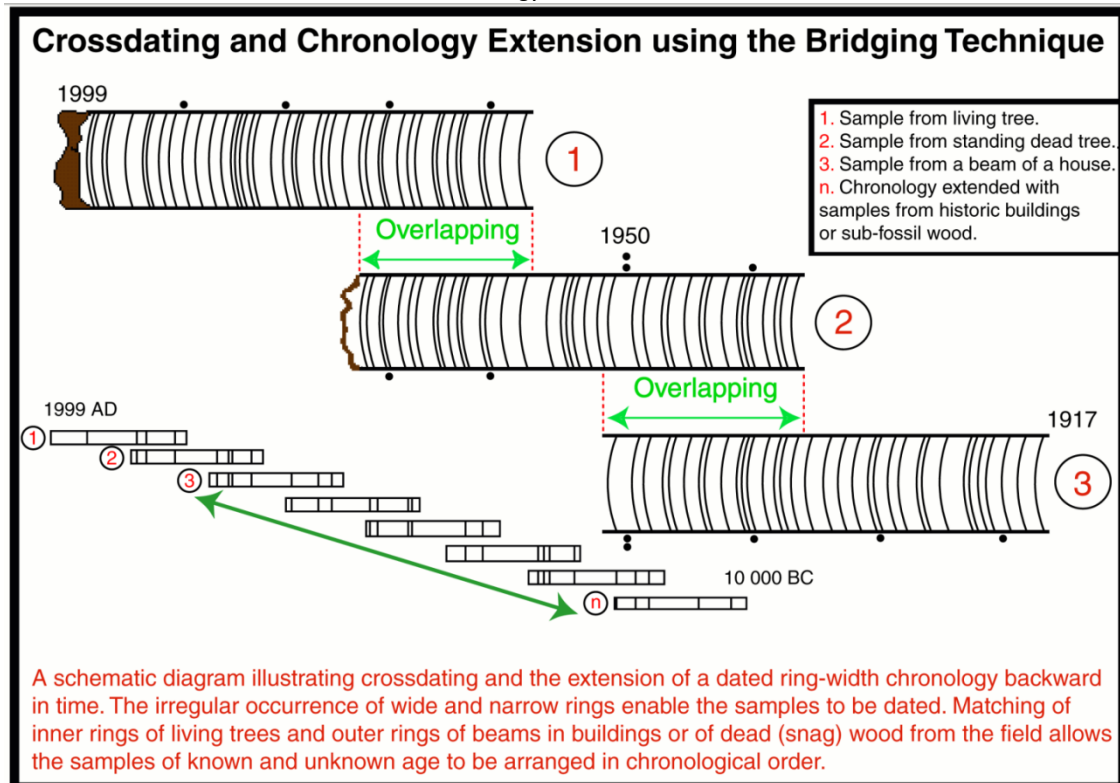 Crossdating and Chronology Extension using the Bridging Technique
1999
1. Sample from living tree.
2. Sample from standing dead tree.
3. Sample from a beam of a house.
n. Chronology extended with
samples from historic buildings
or sub-fossil wood.
1
Overlapping
1950
2
Overlapping
1917
3
1999 AD
1
2
3
10 000 BC
n
A schematic diagram illustrating crossdating and the extension of a dated ring-width chronology backward
in time. The irregular occurrence of wide and narrow rings enable the samples to be dated. Matching of
inner rings of living trees and outer rings of beams in buildings or of dead (snag) wood from the field allows
the samples of known and unknown age to be arranged in chronological order.